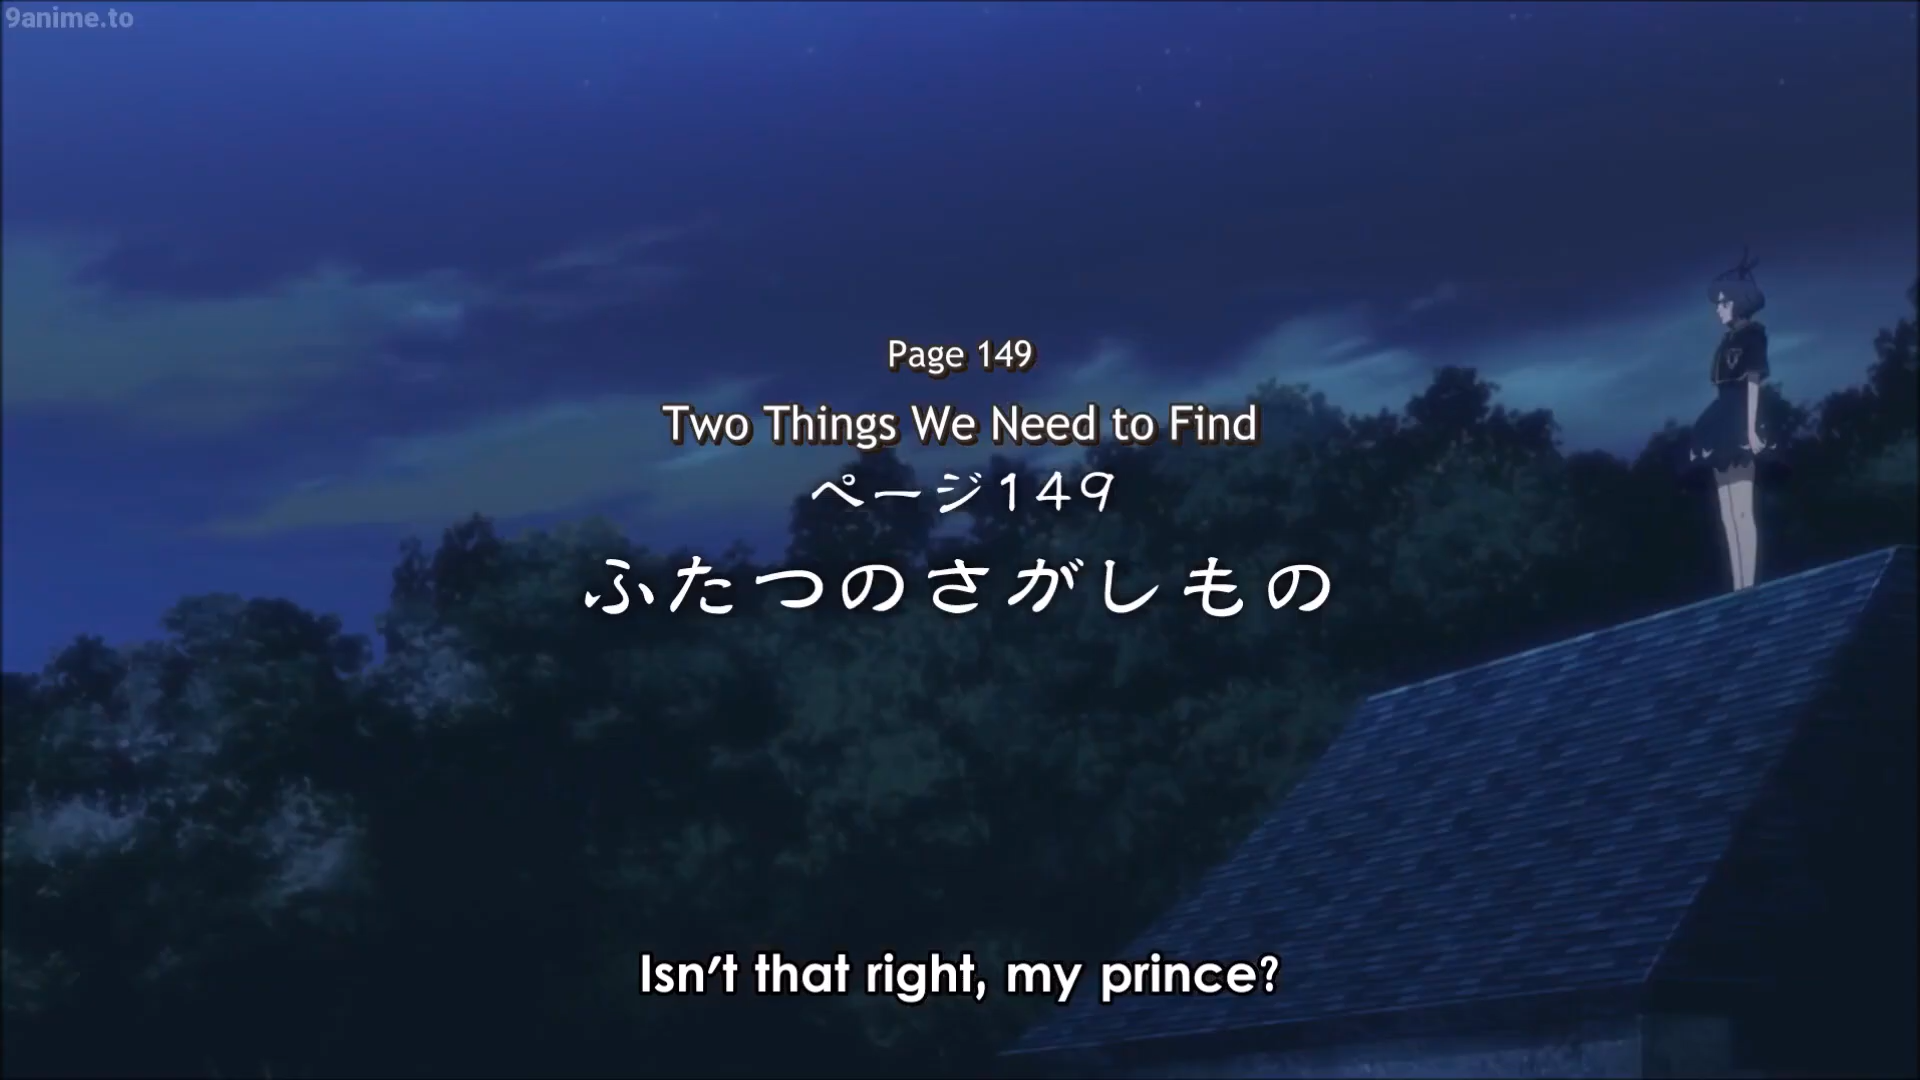 9anime.to
Page 149
Two Things We Need to Find
ページ149
ふたつのさがしもの
Isn't that right, my prince?